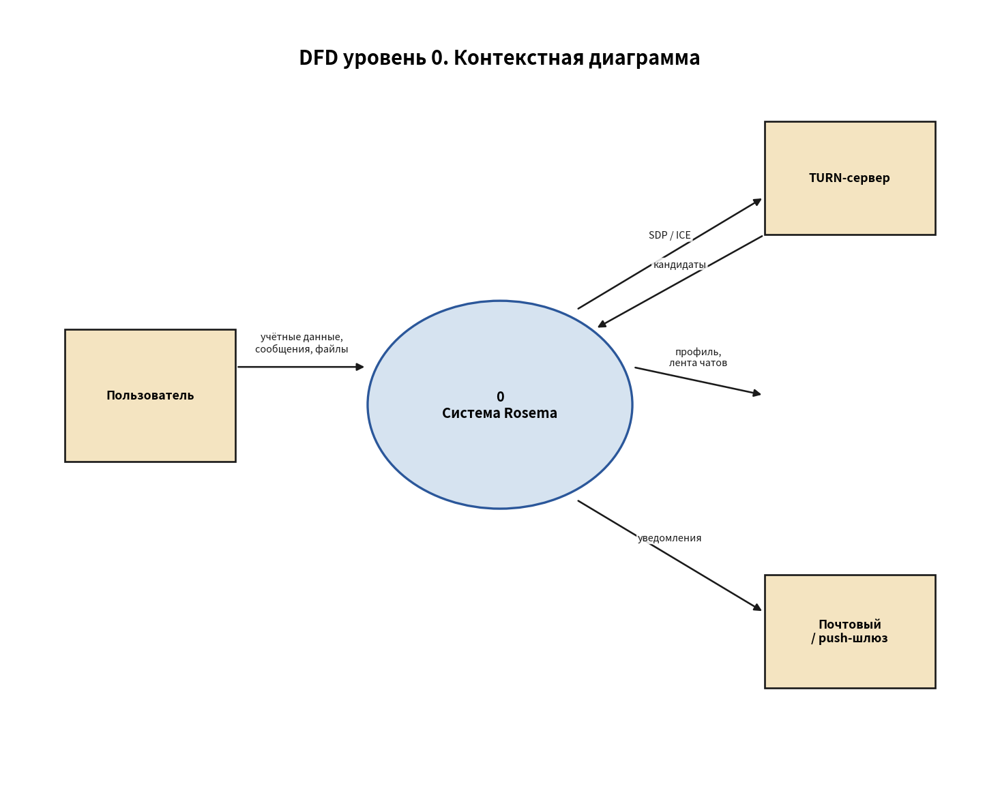 DFD уровень 0. Контекстная диаграмма
TURN-сервер
SDP / ICE
кандидаты
учётные данные,
сообщения, файлы
профиль,
лента чатов
Пользователь
0
Система Rosema
уведомления
Почтовый
/ push-шлюз